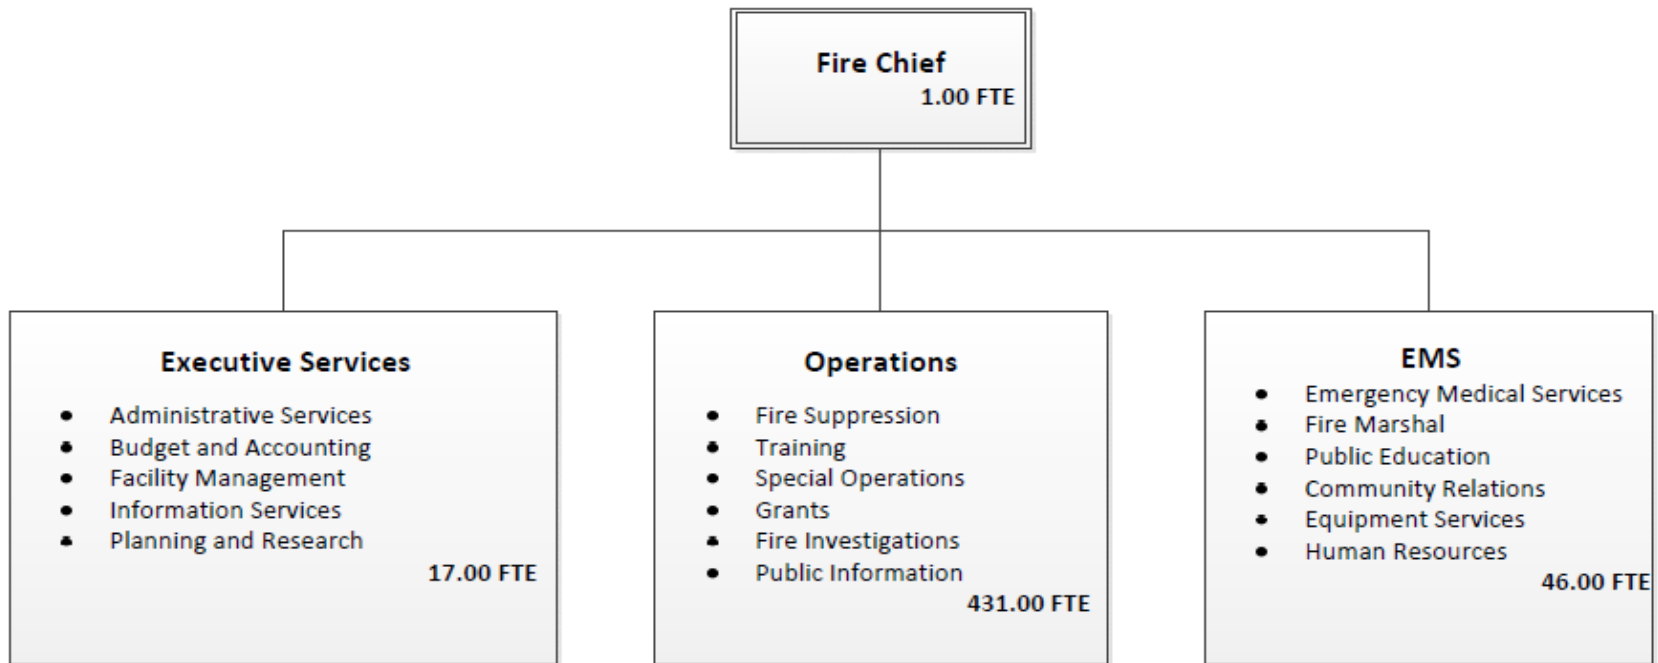 Fire Chief
1.00 FTE
Executive Services
• Administrative Services
• Budget and Accounting
• Facility Management
• Information Services
• Planning and Research
17.00 FTE
Operations
• Fire Suppression
• Training
• Special Operations
• Grants
• Fire Investigations
• Public Information
431.00 FTE
EMS
• Emergency Medical Services
• Fire Marshal
• Public Education
• Community Relations
• Equipment Services
• Human Resources
46.00 FTE